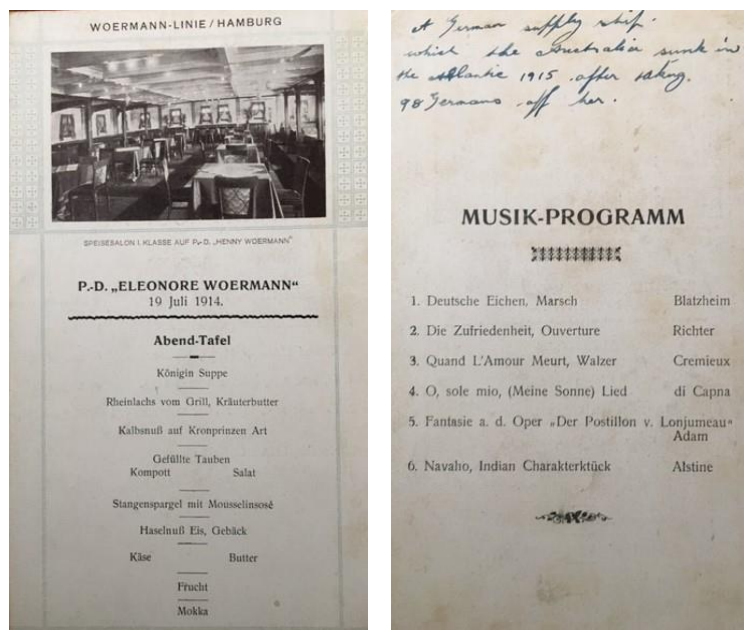 WOERMANN-LINIE/HAMBURG
SPEISESALON I. KLASSE AUF P.-D. „HENNY WOERMANN"
P.-D. „ELEONORE WOERMANN“
19 Juli 1914.
Abend-Tafel
Königin Suppe
Rheinlachs vom Grill, Kräuterbutter
Kalbsnuß auf Kronprinzen Art
Gefüllte Tauben
Kompott Salat
Stangenspargel mit Mousselinsosé
Haselnuß Eis, Gebäck
Käse Butter
Frucht
Mokka
A German supply ship.
which the Australia sunk in
the Atlantic 1915 after taking
98 Germans off her.
MUSIK-PROGRAMM
1. Deutsche Eichen, Marsch Blatzheim
2. Die Zufriedenheit, Ouverture Richter
3. Quand L'Amour Meurt, Walzer Cremieux
4. O, sole mio, (Meine Sonne) Lied di Capna
5. Fantasie a. d. Oper „Der Postillon v. Lonjumeau“
Adam
6. Navaho, Indian Charakterktück Alstine